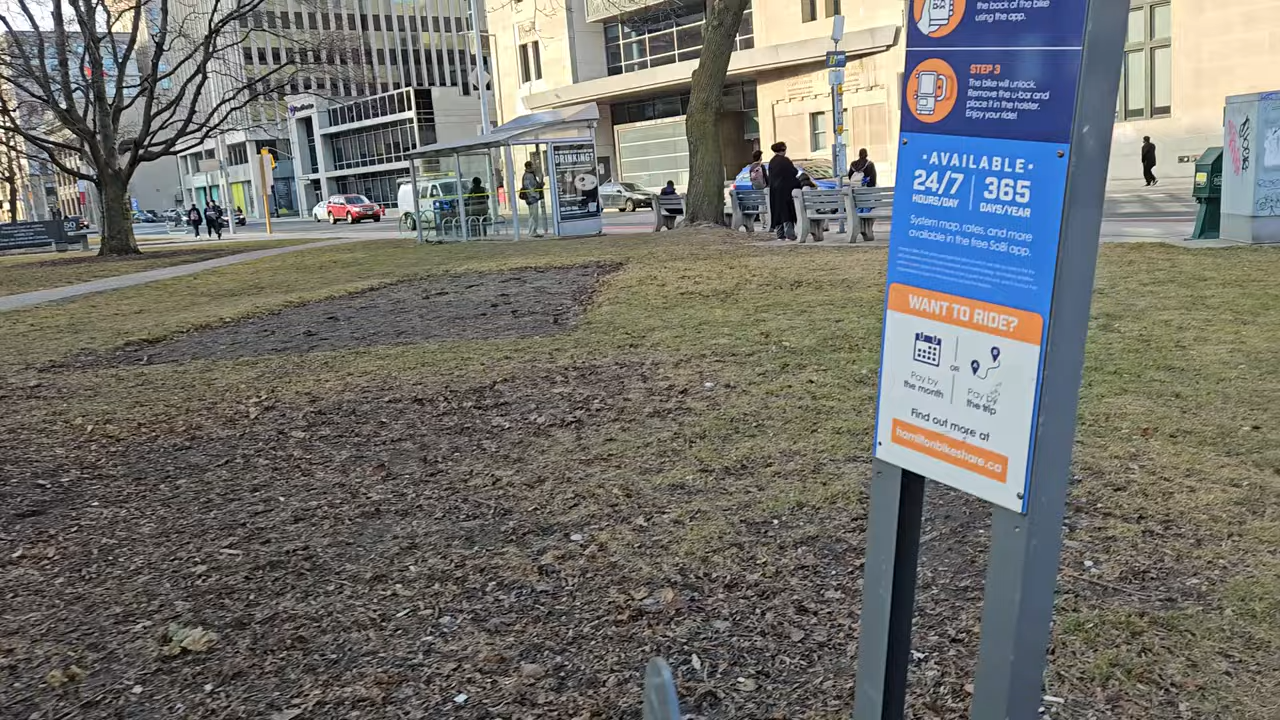 the back of the bike
using the app.
STEP 3
The bike will unlock.
Remove the u-bar and
place it in the holster.
Enjoy your ride!
•AVAILABLE•
24/7
HOURS/DAY
365
DAYS/YEAR
System map, rates, and more
available in the free SoBi app.
WANT TO RIDE?
Pay by
the month
OR
Pay by
the trip
Find out more at
hamiltonbikeshare.ca
DRINKING?